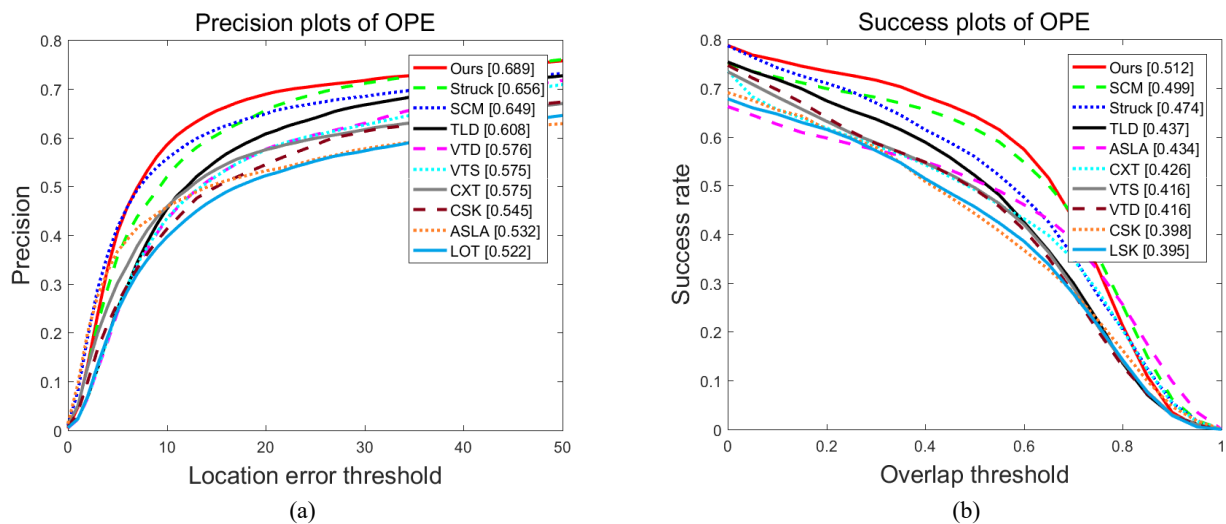 Precision plots of OPE
0.8
0.7
0.6
0.5
0.4
0.3
0.2
0.1
0
Precision
Ours [0.689]
Struck [0.656]
SCM [0.649]
TLD [0.608]
VTD [0.576]
VTS [0.575]
CXT [0.575]
CSK [0.545]
ASLA [0.532]
LOT [0.522]
0 10 20 30 40 50
Location error threshold
(a)
Success plots of OPE
0.8
0.7
0.6
0.5
0.4
0.3
0.2
0.1
0
Success rate
Ours [0.512]
SCM [0.499]
Struck [0.474]
TLD [0.437]
ASLA [0.434]
CXT [0.426]
VTS [0.416]
VTD [0.416]
CSK [0.398]
LSK [0.395]
0 0.2 0.4 0.6 0.8 1
Overlap threshold
(b)